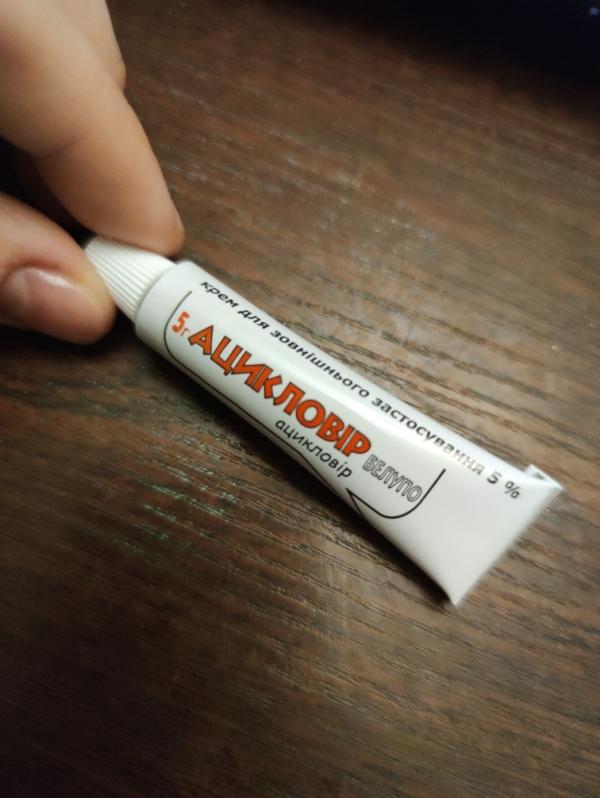 крем для зовнішнього застосування 5 %
5г АЦИКЛОВІР БЕЛУПО
ацикловір